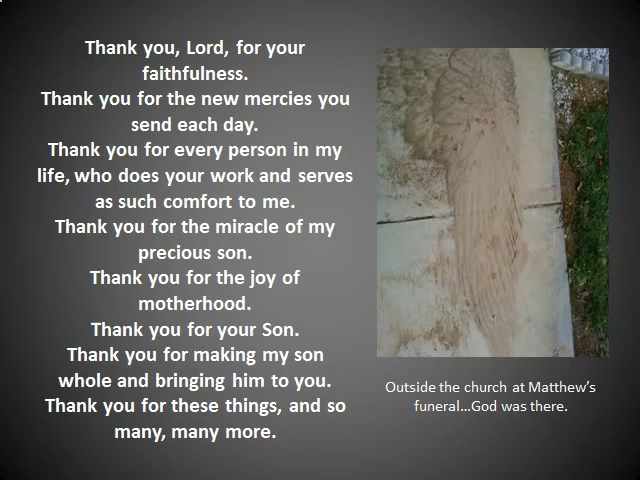 Thank you, Lord, for your
faithfulness.
Thank you for the new mercies you
send each day.
Thank you for every person in my
life, who does your work and serves
as such comfort to me.
Thank you for the miracle of my
precious son.
Thank you for the joy of
motherhood.
Thank you for your Son.
Thank you for making my son
whole and bringing him to you.
Thank you for these things, and so
many, many more.
Outside the church at Matthew’s
funeral…God was there.